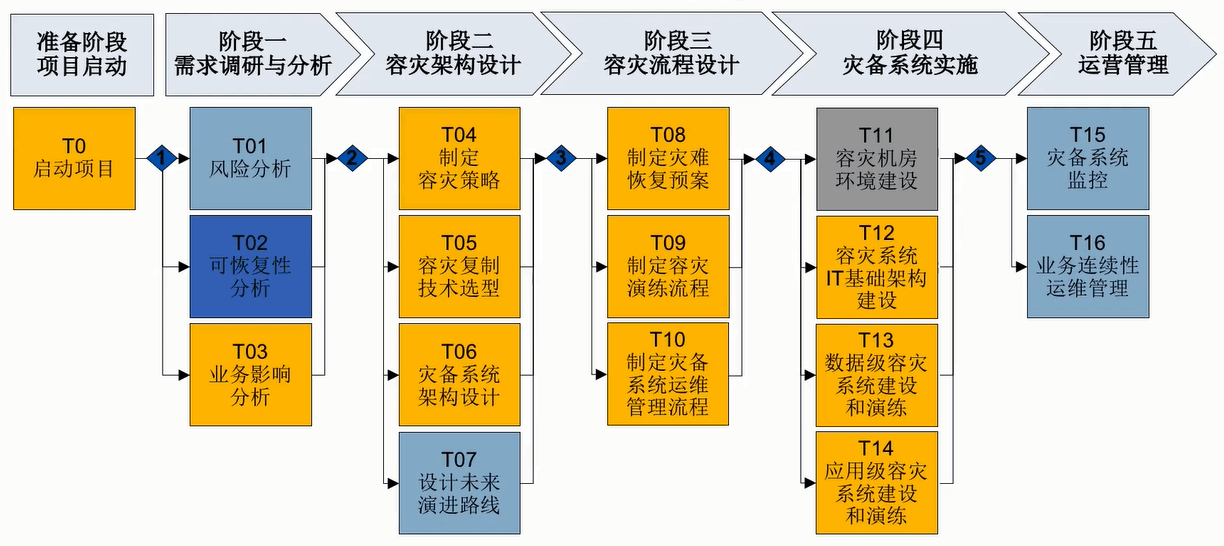 准备阶段
项目启动
阶段一
需求调研与分析
阶段二
容灾架构设计
阶段三
容灾流程设计
阶段四
灾备系统实施
阶段五
运营管理
T0
启动项目
1
T01
风险分析
T02
可恢复性
分析
T03
业务影响
分析
2
T04
制定
容灾策略
T05
容灾复制
技术选型
T06
灾备系统
架构设计
T07
设计未来
演进路线
3
T08
制定灾难
恢复预案
T09
制定容灾
演练流程
T10
制定灾备
系统运维
管理流程
4
T11
容灾机房
环境建设
T12
容灾系统
IT基础架构
建设
T13
数据级容灾
系统建设
和演练
T14
应用级容灾
系统建设
和演练
5
T15
灾备系统
监控
T16
业务连续性
运维管理